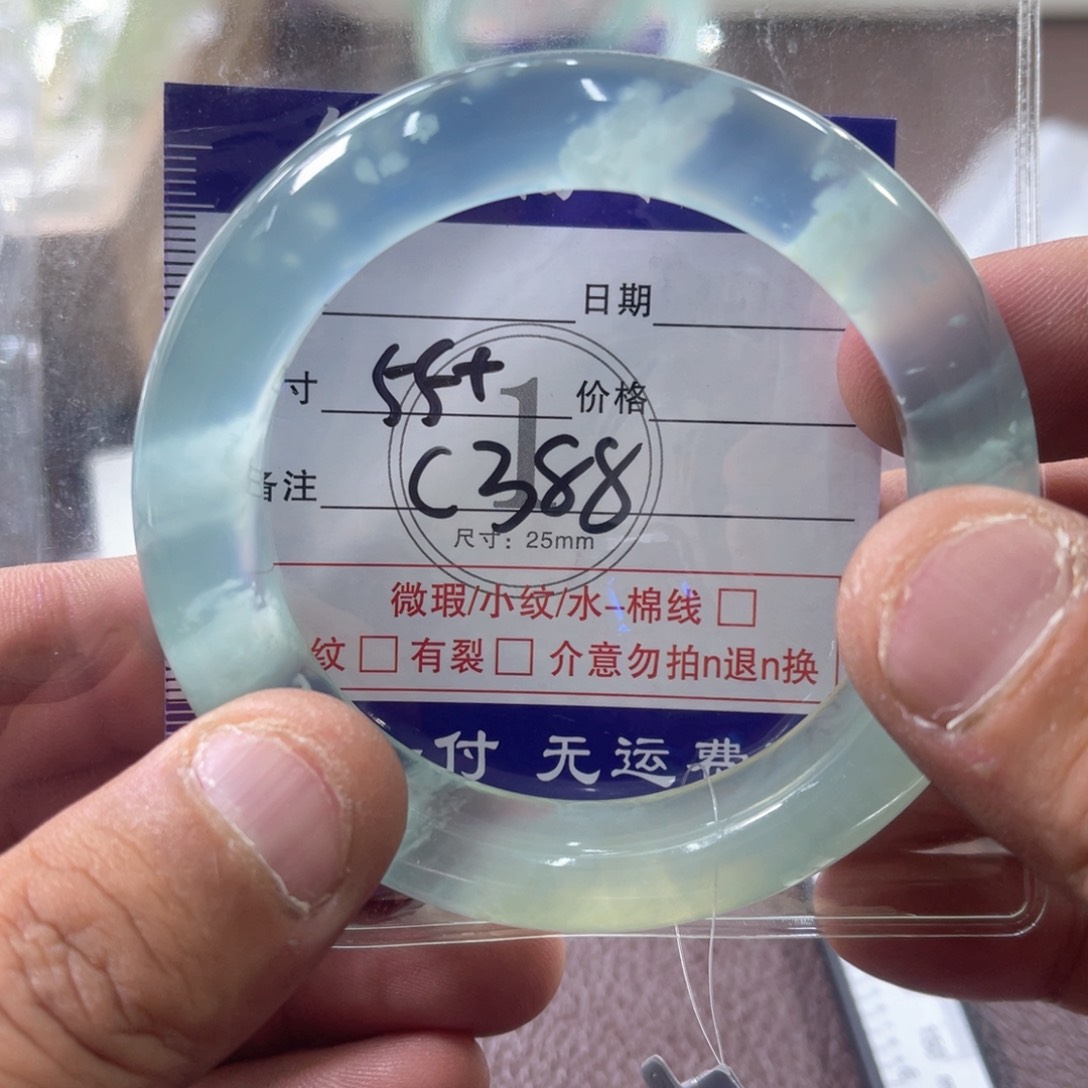 日期
寸 55+ 价格
备注 C388
1
尺寸：25mm
微瑕/小纹/水-棉线 □
纹 □ 有裂 □ 介意勿拍n退n换
付 无运费